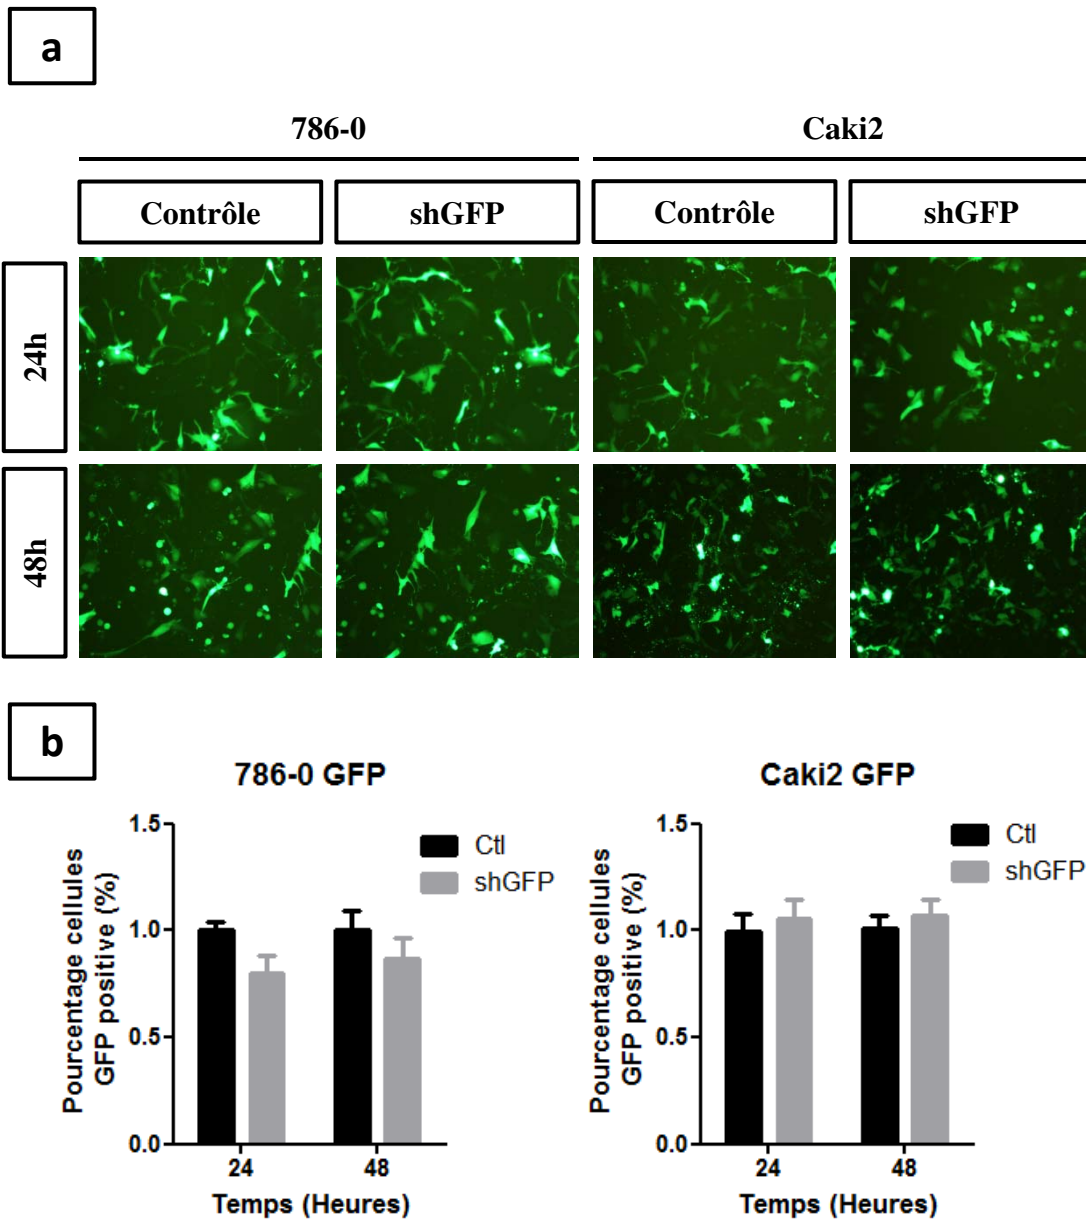 a
786-0 Caki2
Contrôle shGFP Contrôle shGFP
24h
48h
b
786-0 GFP
1.5
1.0
0.5
0.0
Pourcentage cellules
GFP positive (%)
Ctl
shGFP
24 48
Temps (Heures)
Caki2 GFP
1.5
1.0
0.5
0.0
Pourcentage cellules
GFP positive (%)
Ctl
shGFP
24 48
Temps (Heures)